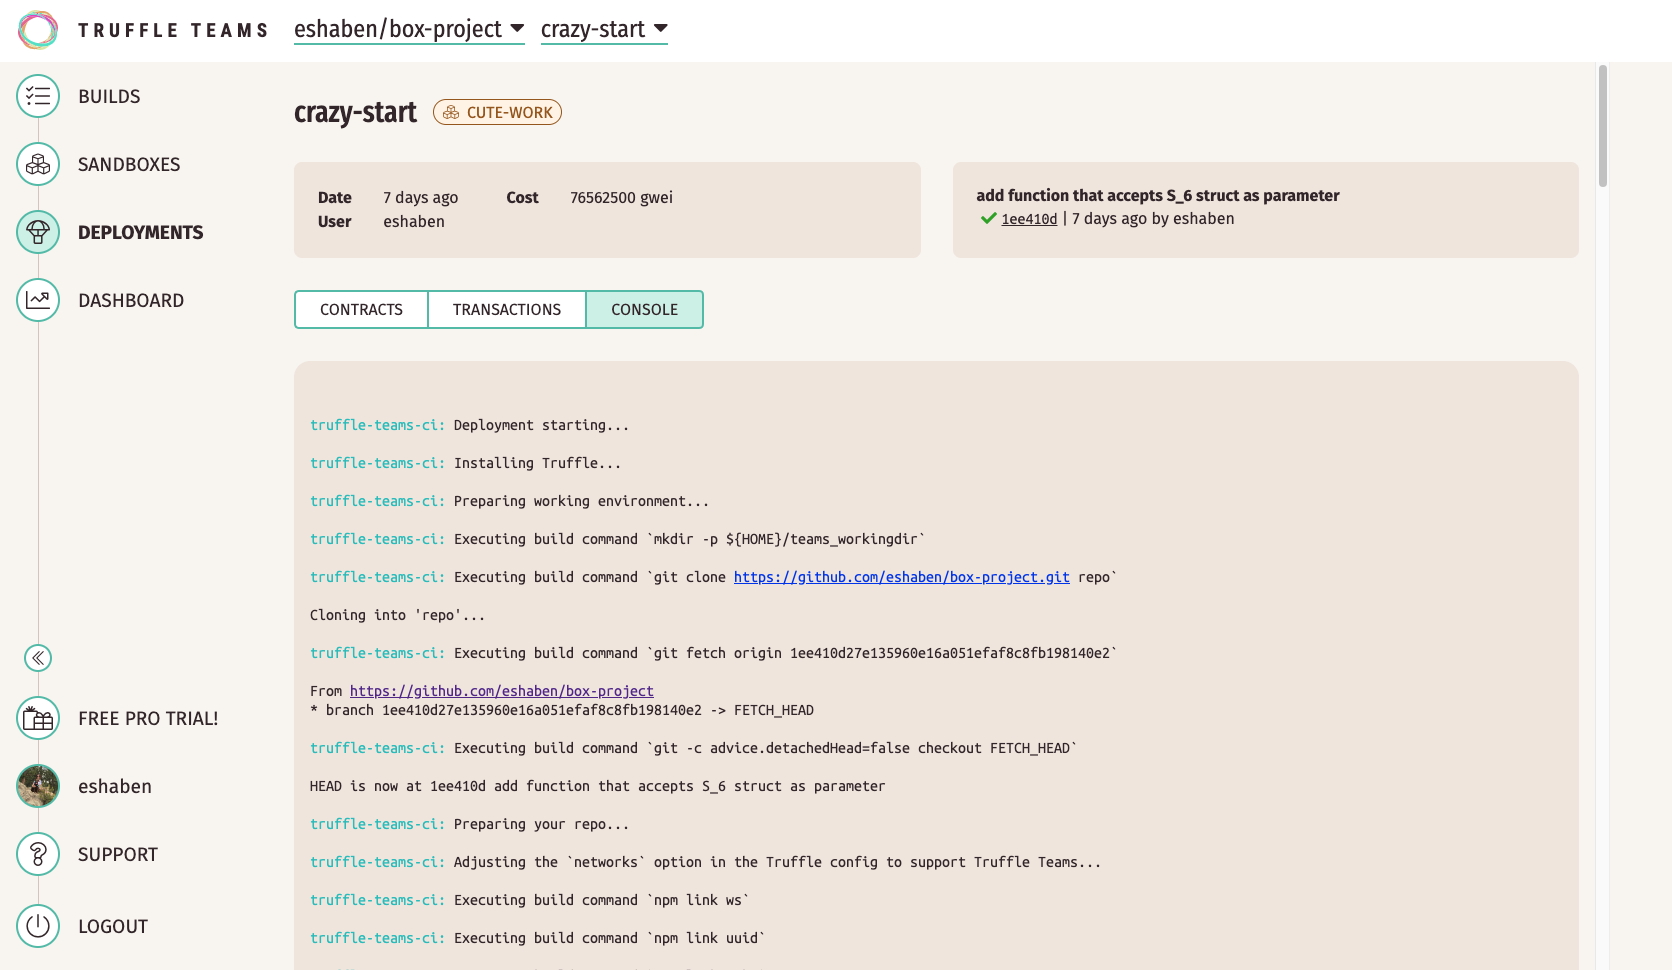 TRUFFLE TEAMS eshaben/box-project crazy-start
BUILDS
SANDBOXES
DEPLOYMENTS
DASHBOARD
FREE PRO TRIAL!
eshaben
SUPPORT
LOGOUT
crazy-start CUTE-WORK
Date 7 days ago Cost 76562500 gwei
User eshaben
add function that accepts S_6 struct as parameter
1ee410d | 7 days ago by eshaben
CONTRACTS TRANSACTIONS CONSOLE
truffle-teams-ci: Deployment starting...
truffle-teams-ci: Installing Truffle...
truffle-teams-ci: Preparing working environment...
truffle-teams-ci: Executing build command `mkdir -p ${HOME}/teams_workingdir`
truffle-teams-ci: Executing build command `git clone https://github.com/eshaben/box-project.git repo`
Cloning into 'repo'...
truffle-teams-ci: Executing build command `git fetch origin 1ee410d27e135960e16a051efaf8c8fb198140e2`
From https://github.com/eshaben/box-project
* branch 1ee410d27e135960e16a051efaf8c8fb198140e2 -> FETCH_HEAD
truffle-teams-ci: Executing build command `git -c advice.detachedHead=false checkout FETCH_HEAD`
HEAD is now at 1ee410d add function that accepts S_6 struct as parameter
truffle-teams-ci: Preparing your repo...
truffle-teams-ci: Adjusting the `networks` option in the Truffle config to support Truffle Teams...
truffle-teams-ci: Executing build command `npm link ws`
truffle-teams-ci: Executing build command `npm link uuid`